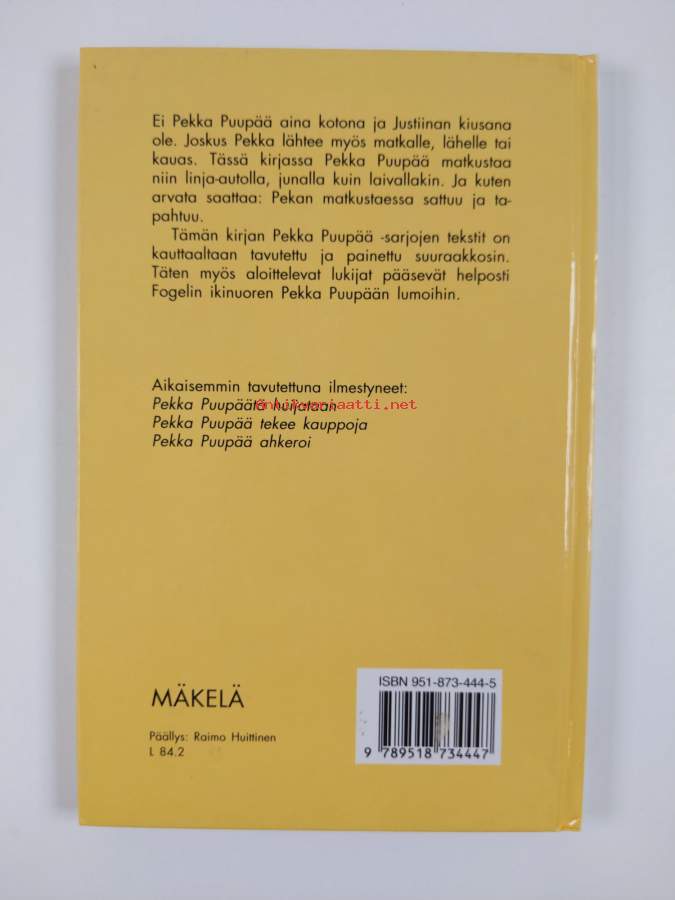 Ei Pekka Puupää aina kotona ja Justiinan kiusana
ole. Joskus Pekka lähtee myös matkalle, lähelle tai
kauas. Tässä kirjassa Pekka Puupää matkustaa
niin linja-autolla, junalla kuin laivallakin. Ja kuten
arvata saattaa: Pekan matkustaessa sattuu ja ta-
pahtuu.
Tämän kirjan Pekka Puupää -sarjojen tekstit on
kauttaaltaan tavutettu ja painettu suuraakkosin.
Täten myös aloittelevat lukijat pääsevät helposti
Fogelin ikinuoren Pekka Puupään lumoihin.
Aikaisemmin tavutettuna ilmestyneet:
Pekka Puupäätä huijataan
antikvariaatti.net
Pekka Puupää tekee kauppoja
Pekka Puupää ahkeroi
ISBN 951-873-444-5
9 789518 734447
MÄKELÄ
Päällys: Raimo Huittinen
L 84.2